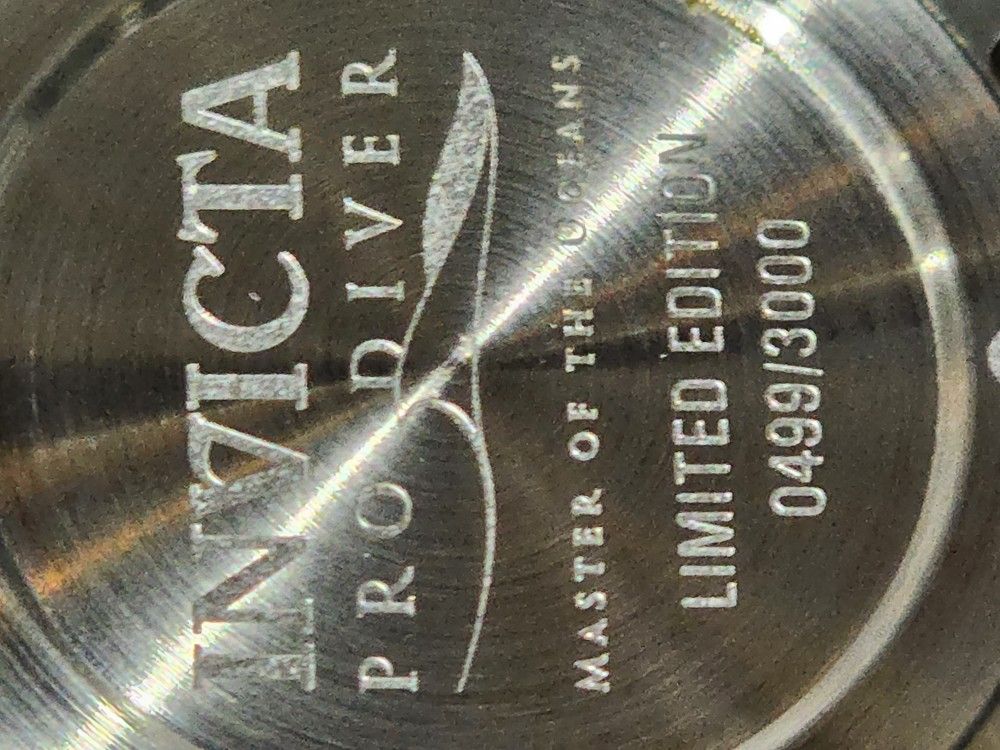 INVICTA
PRO DIVER
MASTER OF THE OCEANS
LIMITED EDITION
0499/3000